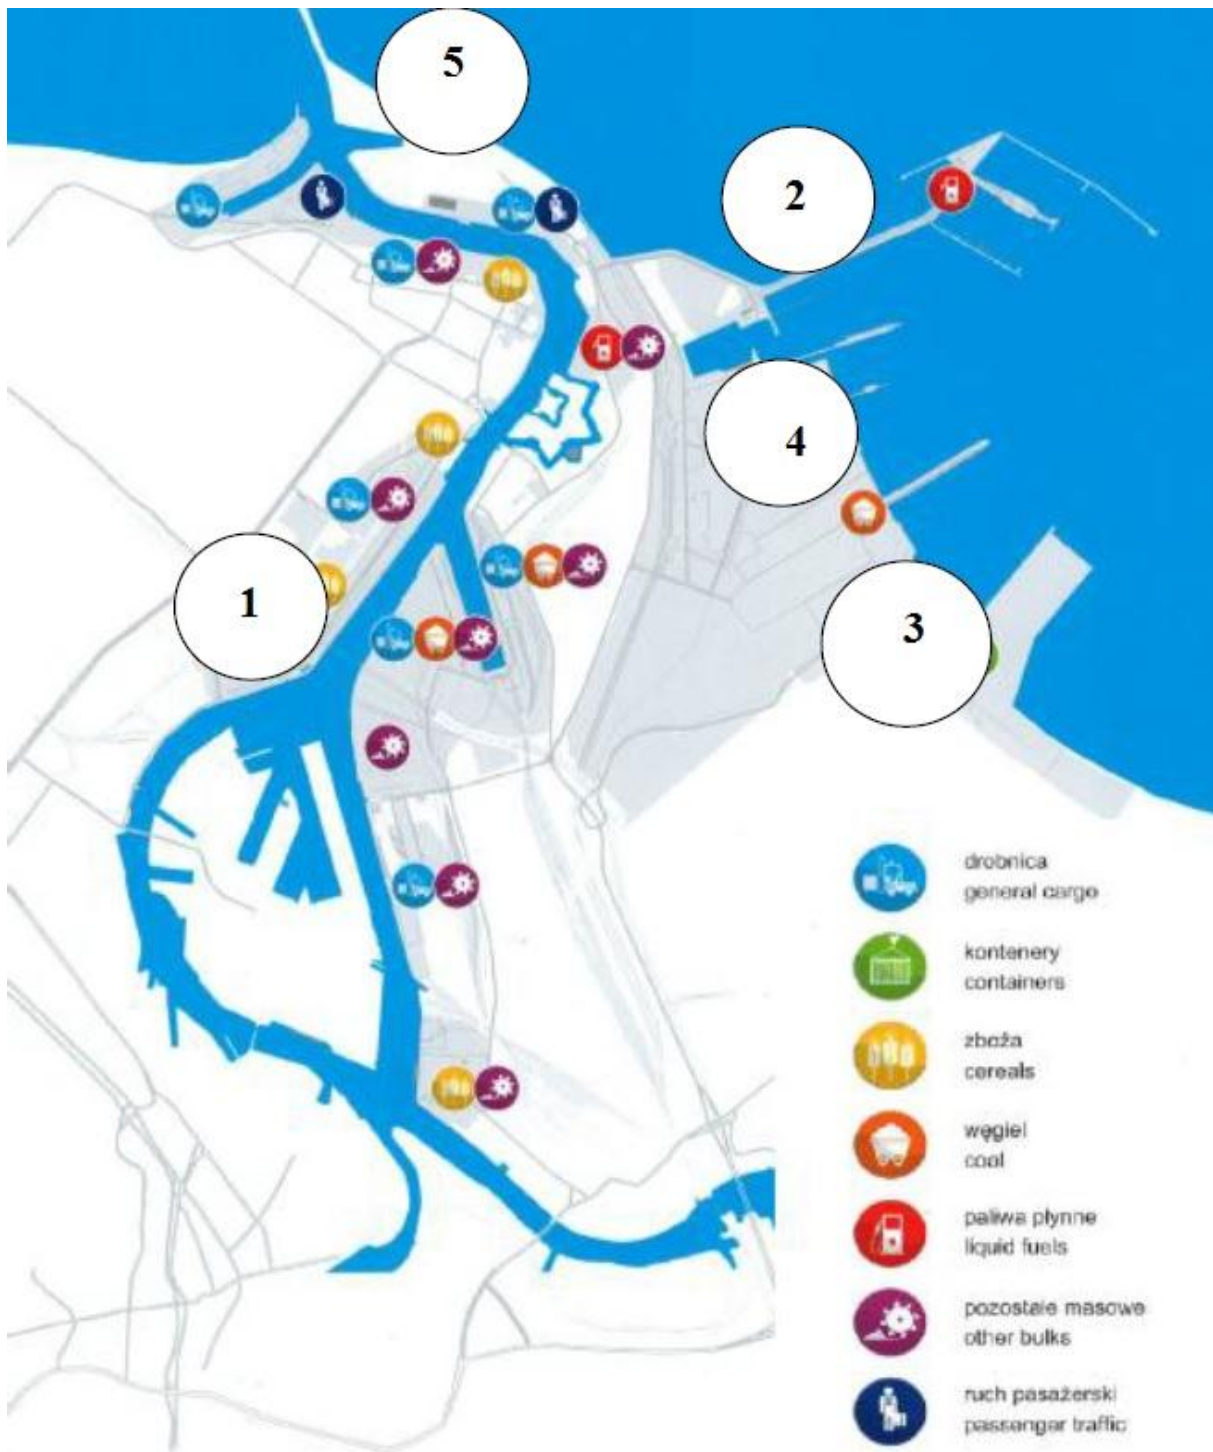 5
2
4
1
3
drobnica
general cargo
kontenery
containers
zboża
cereals
węgiel
coal
paliwa płynne
liquid fuels
pozostałe masowe
other bulks
ruch pasażerski
passenger traffic